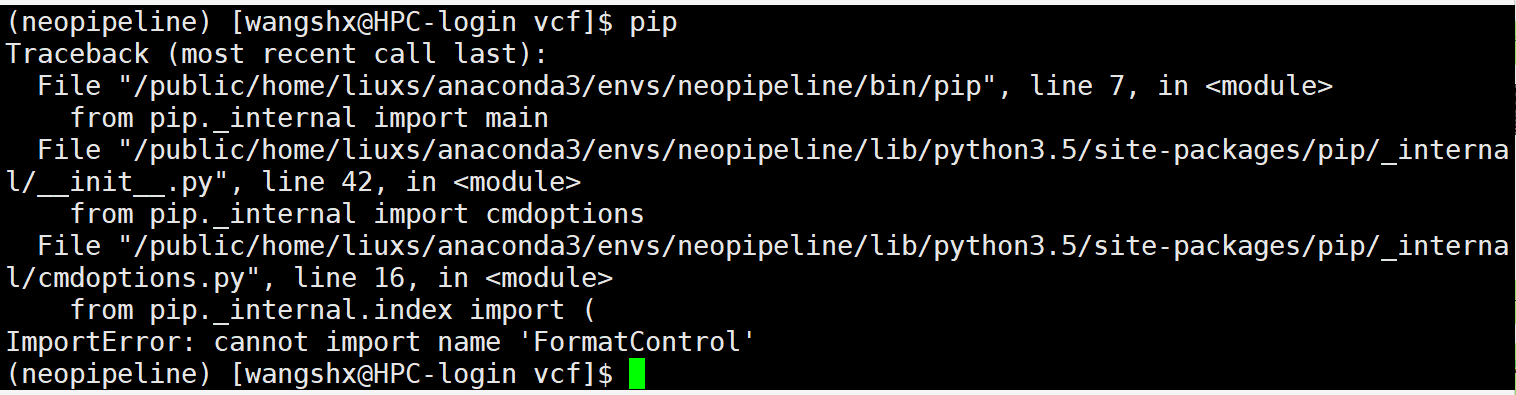 (neopipeline) [wangshx@HPC-login vcf]$ pip
Traceback (most recent call last):
  File "/public/home/liuxs/anaconda3/envs/neopipeline/bin/pip", line 7, in <module>
    from pip._internal import main
  File "/public/home/liuxs/anaconda3/envs/neopipeline/lib/python3.5/site-packages/pip/_interna
l/__init__.py", line 42, in <module>
    from pip._internal import cmdoptions
  File "/public/home/liuxs/anaconda3/envs/neopipeline/lib/python3.5/site-packages/pip/_interna
l/cmdoptions.py", line 16, in <module>
    from pip._internal.index import (
ImportError: cannot import name 'FormatControl'
(neopipeline) [wangshx@HPC-login vcf]$